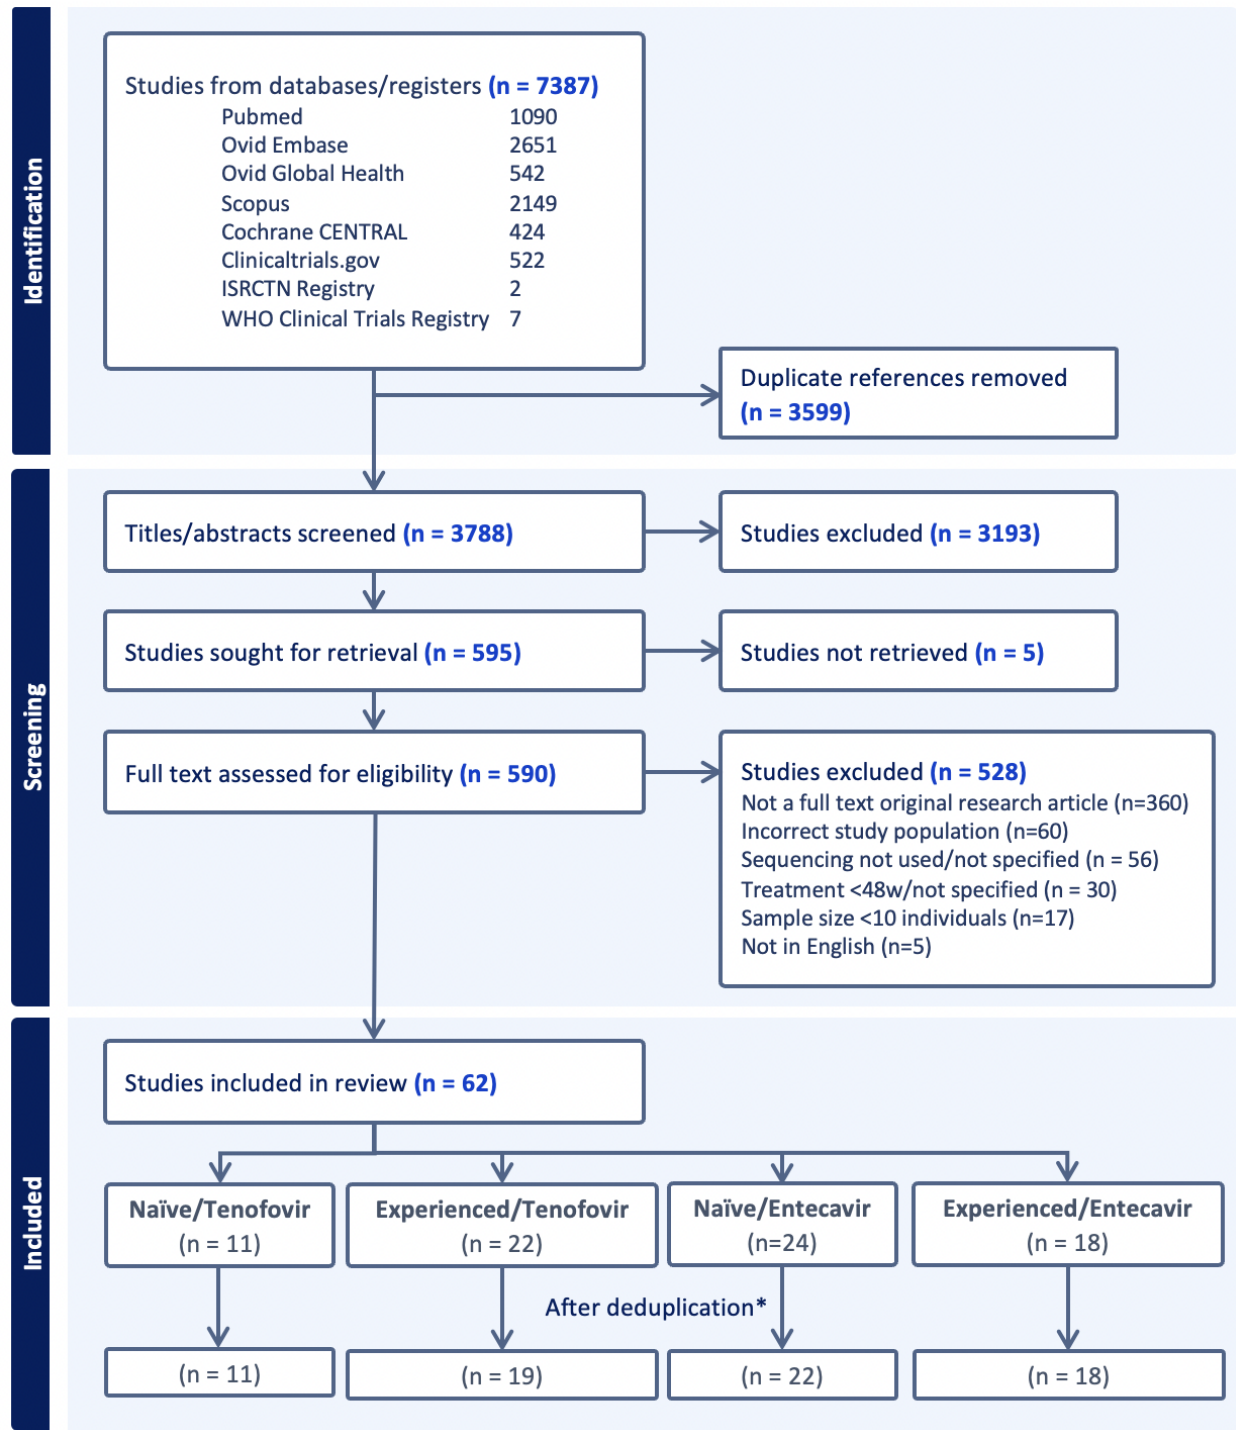 Identification
Studies from databases/registers (n = 7387)
Pubmed 1090
Ovid Embase 2651
Ovid Global Health 542
Scopus 2149
Cochrane CENTRAL 424
Clinicaltrials.gov 522
ISRCTN Registry 2
WHO Clinical Trials Registry 7
Duplicate references removed
(n = 3599)
Screening
Titles/abstracts screened (n = 3788)
Studies excluded (n = 3193)
Studies sought for retrieval (n = 595)
Studies not retrieved (n = 5)
Full text assessed for eligibility (n = 590)
Studies excluded (n = 528)
Not a full text original research article (n=360)
Incorrect study population (n=60)
Sequencing not used/not specified (n = 56)
Treatment <48w/not specified (n = 30)
Sample size <10 individuals (n=17)
Not in English (n=5)
Included
Studies included in review (n = 62)
Naïve/Tenofovir
(n = 11)
Experienced/Tenofovir
(n = 22)
Naïve/Entecavir
(n=24)
Experienced/Entecavir
(n = 18)
After deduplication*
(n = 11)
(n = 19)
(n = 22)
(n = 18)